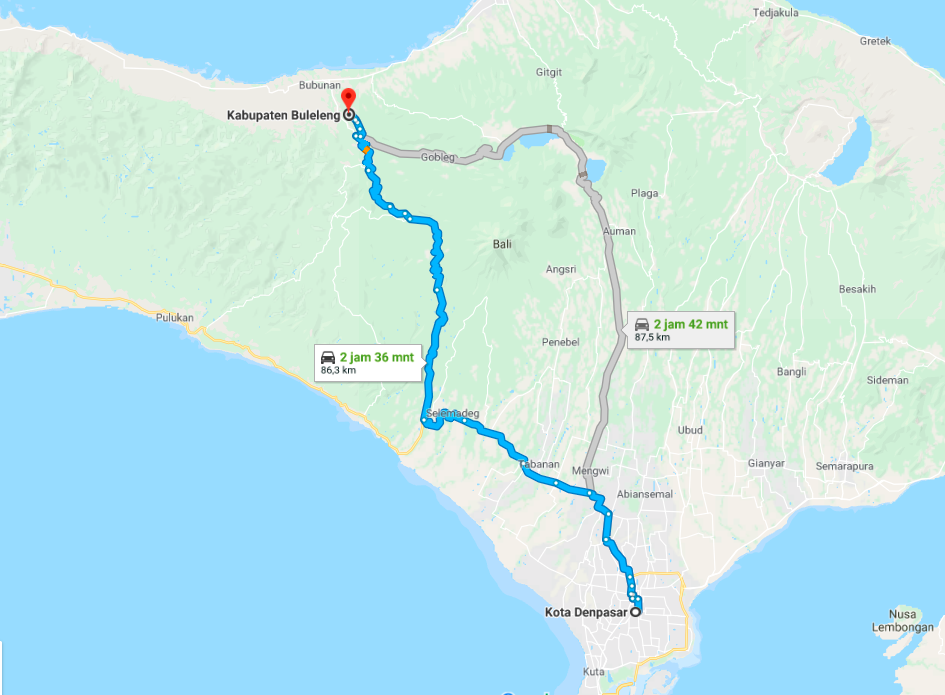 Tedjakula
Gretek
Gitgit
Bubunan
Kabupaten Buleleng
Gobleg
Plaga
Auman
Bali
Angsri
Besakih
Pulukan
2 jam 42 mnt
87,5 km
Penebel
2 jam 36 mnt
86,3 km
Bangli
Sideman
Selemadeg
Ubud
Tabanan
Mengwi
Gianyar
Semarapura
Abiansemal
Kota Denpasar
Nusa
Lembongan
Kuta